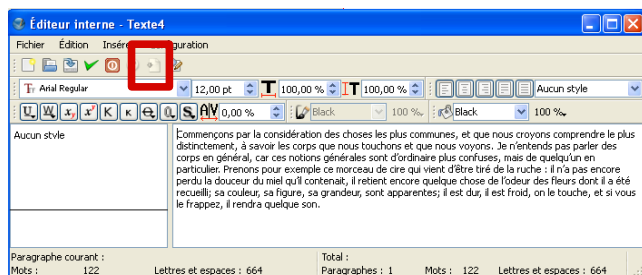 Éditeur interne - Texte4
Fichier Édition Insére guration
Arial Regular 12,00 pt 100,00 % 100,00 % Aucun style
U W x₂ x² K K O O S A|V 0,00 % Black 100 % Black 100 %
Aucun style
Commençons par la considération des choses les plus communes, et que nous croyons comprendre le plus
distinctement, à savoir les corps que nous touchons et que nous voyons. Je n'entends pas parler des
corps en général, car ces notions générales sont d'ordinaire plus confuses, mais de quelqu'un en
particulier. Prenons pour exemple ce morceau de cire qui vient d'être tiré de la ruche : il n'a pas encore
perdu la douceur du miel qu'il contenait, il retient encore quelque chose de l'odeur des fleurs dont il a été
recueilli; sa couleur, sa figure, sa grandeur, sont apparentes; il est dur, il est froid, on le touche, et si vous
le frappez, il rendra quelque son.
Paragraphe courant : Total :
Mots : 122 Lettres et espaces : 664 Paragraphes : 1 Mots : 122 Lettres et espaces : 664